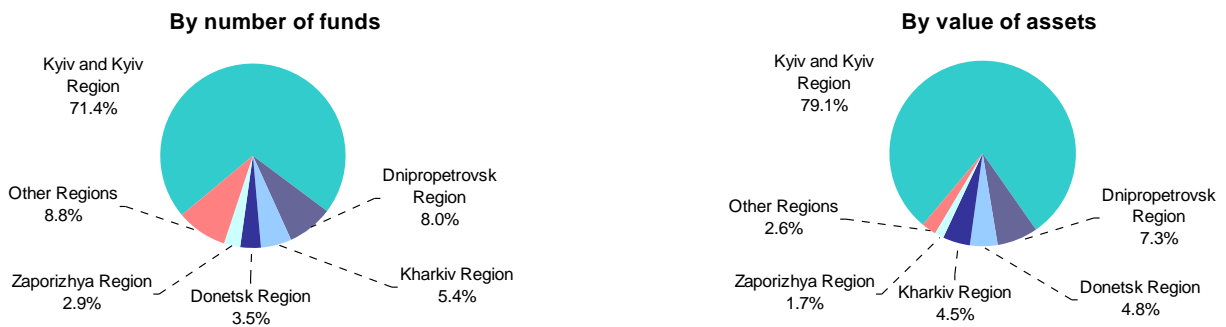 By number of funds
Kyiv and Kyiv
Region
71.4%
Dnipropetrovsk
Region
8.0%
Other Regions
8.8%
Kharkiv Region
5.4%
Zaporizhya Region
2.9%
Donetsk Region
3.5%
By value of assets
Kyiv and Kyiv
Region
79.1%
Dnipropetrovsk
Region
7.3%
Other Regions
2.6%
Zaporizhya Region
1.7%
Kharkiv Region
4.5%
Donetsk Region
4.8%